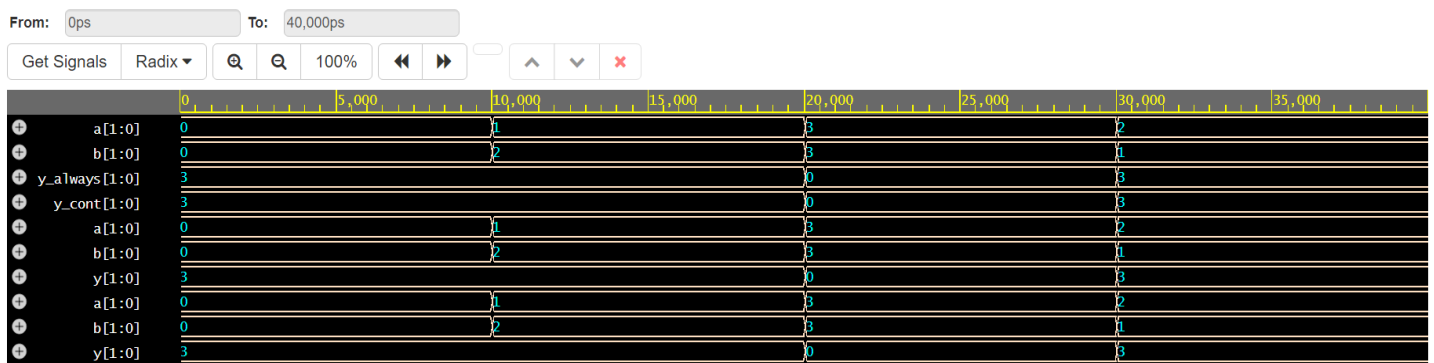 From: 0ps To: 40,000ps
Get Signals Radix 100%
0 5,000 10,000 15,000 20,000 25,000 30,000 35,000
a[1:0] 0 1 3 2
b[1:0] 0 2 3 1
y_always[1:0] 3 0 3
y_cont[1:0] 3 0 3
a[1:0] 0 1 3 2
b[1:0] 0 2 3 1
y[1:0] 3 0 3
a[1:0] 0 1 3 2
b[1:0] 0 2 3 1
y[1:0] 3 0 3